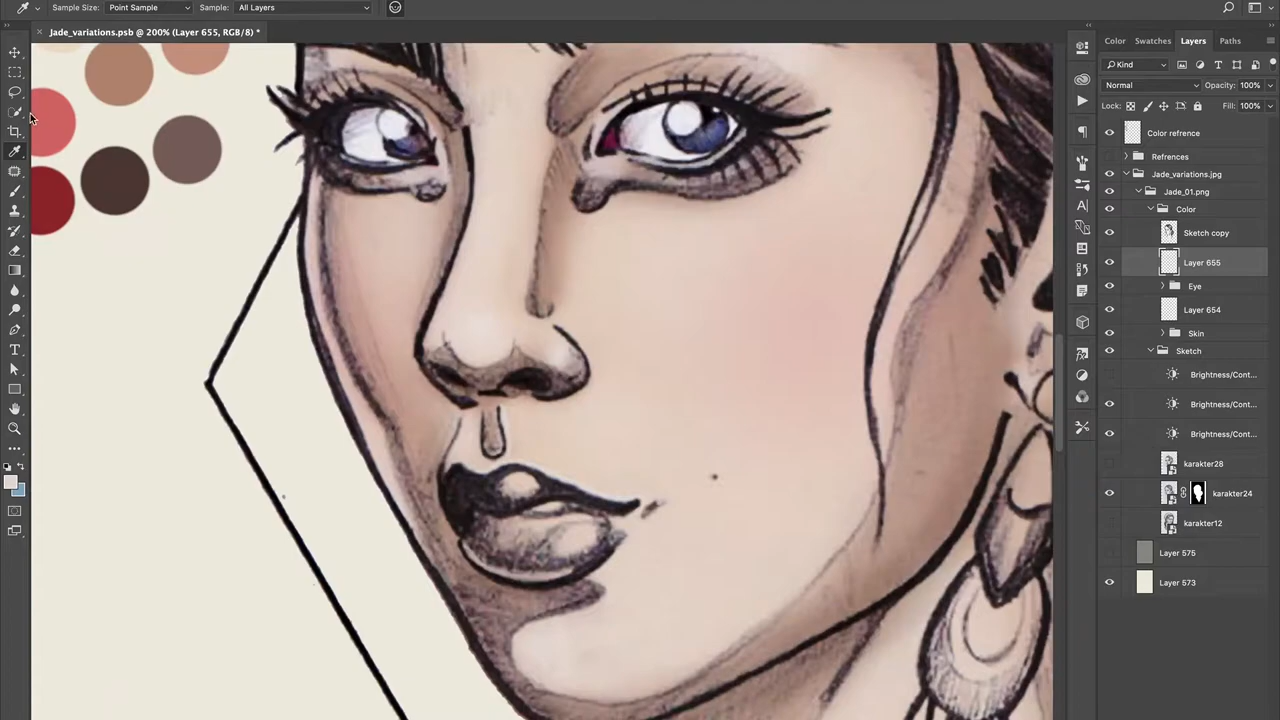 Sample Size: Point Sample Sample: All Layers
× Jade_variations.psb @ 200% (Layer 655, RGB/8) *
Color Swatches Layers Paths
Kind
Normal Opacity: 100%
Lock: Fill: 100%
Color refrence
Refrences
Jade_variations.jpg
Jade_01.png
Color
Sketch copy
Layer 655
Eye
Layer 654
Skin
Sketch
Brightness/Cont...
Brightness/Cont...
Brightness/Cont...
karakter28
karakter24
karakter12
Layer 575
Layer 573